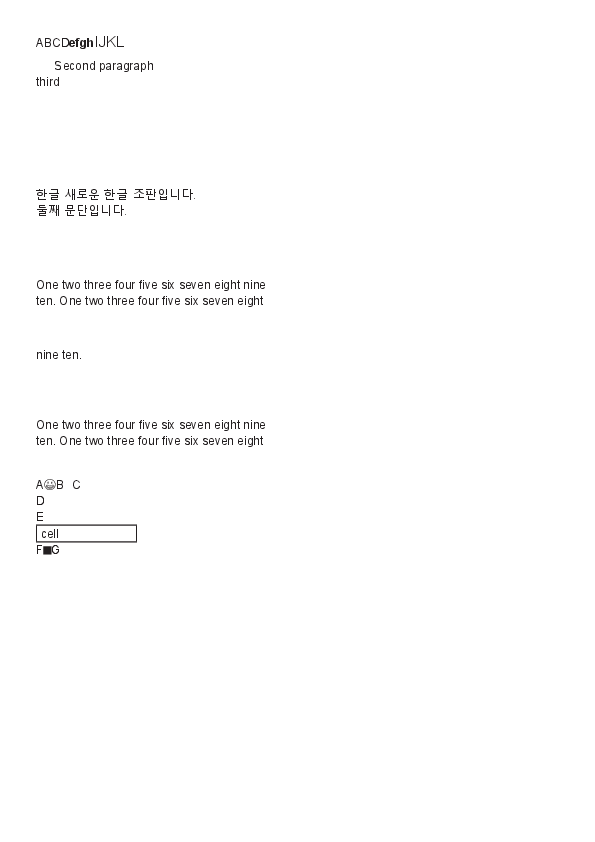 ABCDefghIJKL
Second paragraph
third
한글 새로운 한글 조판입니다.
둘째 문단입니다.
One two three four five six seven eight nine
ten. One two three four five six seven eight
nine ten.
One two three four five six seven eight nine
ten. One two three four five six seven eight
A😀B C
D
E
cell
F■G